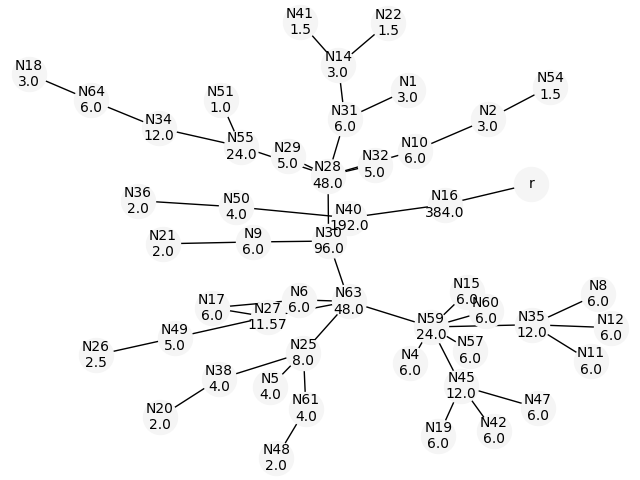 N41
1.5
N22
1.5
N18
3.0
N14
3.0
N64
6.0
N51
1.0
N1
3.0
N54
1.5
N34
12.0
N31
6.0
N2
3.0
N55
24.0
N29
5.0
N28
48.0
N32
5.0
N10
6.0
r
N36
2.0
N50
4.0
N40
192.0
N16
384.0
N21
2.0
N9
6.0
N30
96.0
N17
6.0
N27
11.57
N6
6.0
N63
48.0
N15
6.0
N60
6.0
N8
6.0
N59
24.0
N35
12.0
N12
6.0
N26
2.5
N49
5.0
N25
8.0
N4
6.0
N57
6.0
N11
6.0
N38
4.0
N5
4.0
N45
12.0
N20
2.0
N61
4.0
N19
6.0
N42
6.0
N47
6.0
N48
2.0